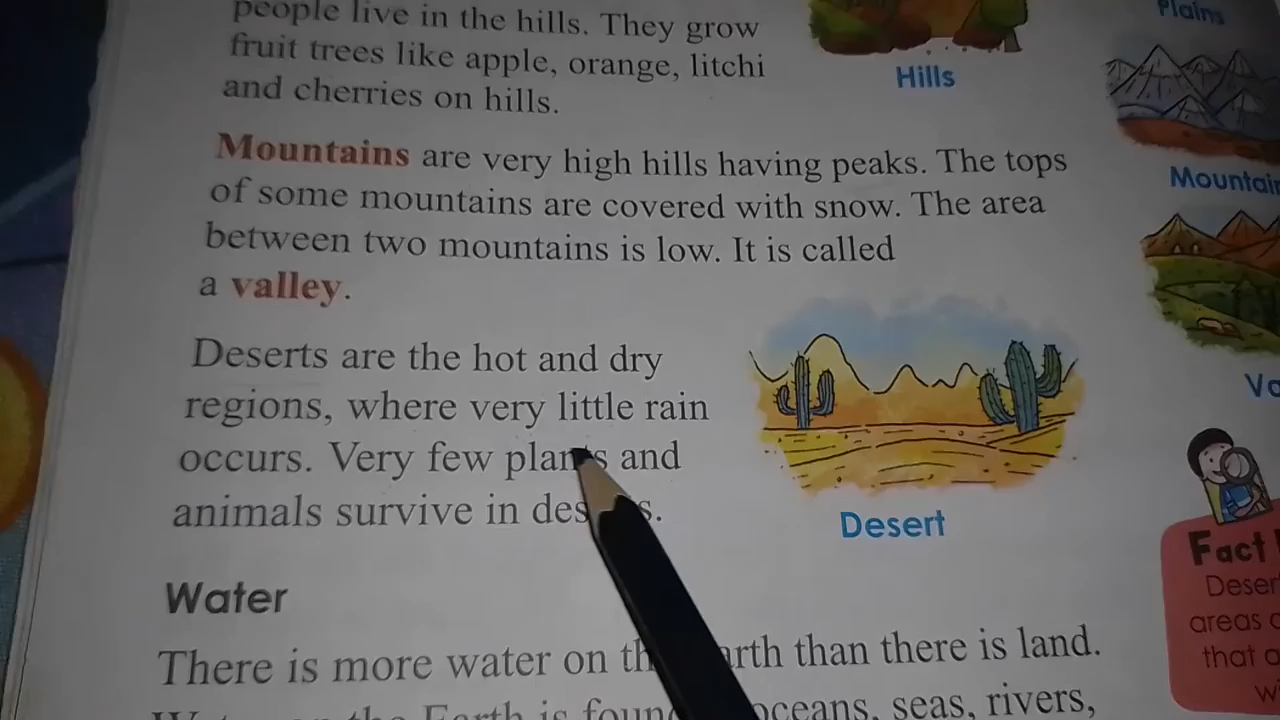 people live in the hills. They grow
fruit trees like apple, orange, litchi
and cherries on hills.
Hills
Plains
Mountains are very high hills having peaks. The tops
of some mountains are covered with snow. The area
between two mountains is low. It is called
a valley.
Deserts are the hot and dry
regions, where very little rain
occurs. Very few plants and
animals survive in
Desert
Fact
areas
that
Water
There is more water on than there is land.
the Earth is oceans, seas, rivers,